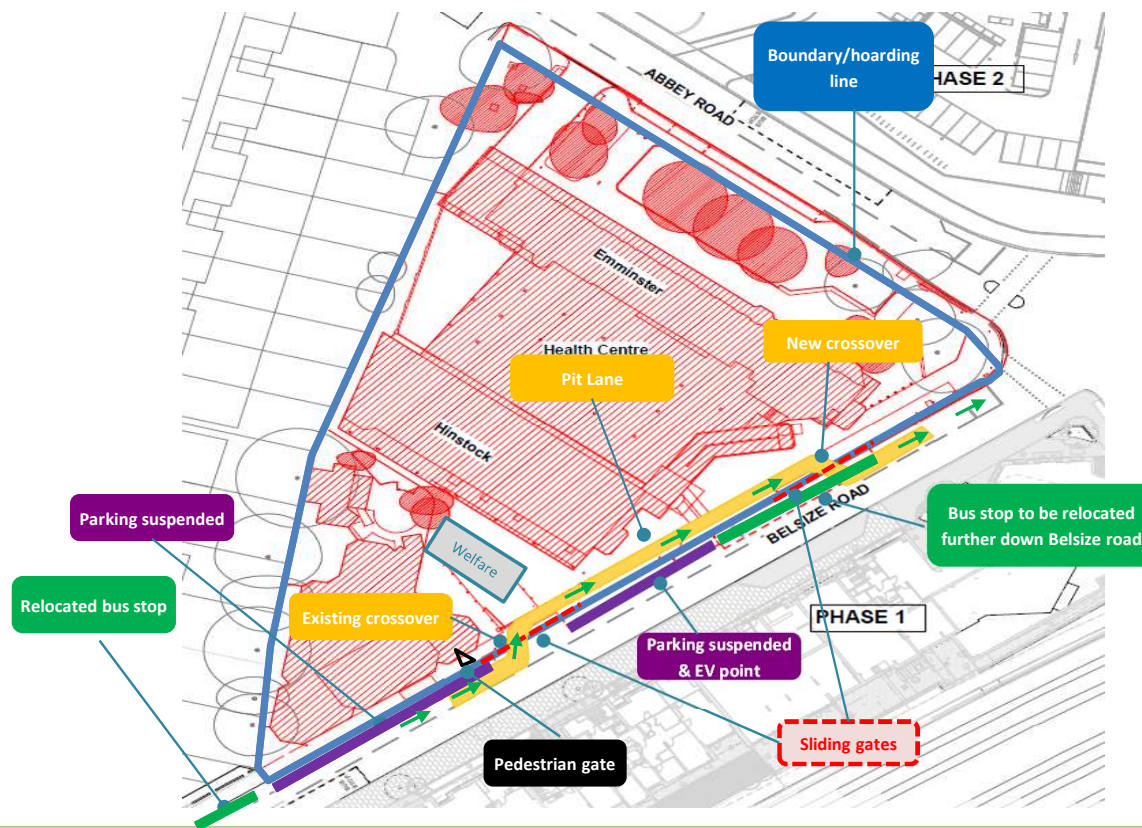 Boundary/hoarding
line
HASE 2
ABBEY ROAD
Emminster
New crossover
Health Centre
Pit Lane
Hinstock
Parking suspended
Bus stop to be relocated
further down Belsize road
BELSIZE ROAD
Welfare
Relocated bus stop
Existing crossover
PHASE 1
Parking suspended
& EV point
Sliding gates
Pedestrian gate